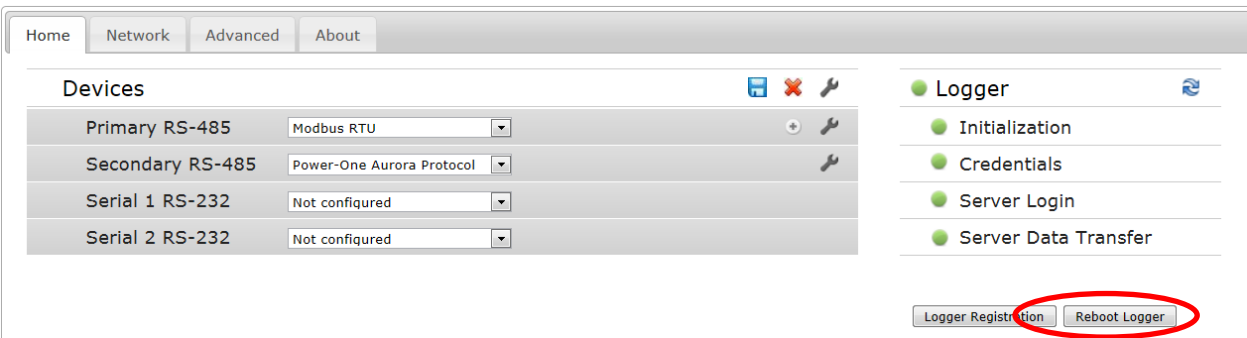 Home Network Advanced About
Devices
Primary RS-485 Modbus RTU
Secondary RS-485 Power-One Aurora Protocol
Serial 1 RS-232 Not configured
Serial 2 RS-232 Not configured
Logger
Initialization
Credentials
Server Login
Server Data Transfer
Logger Registration Reboot Logger